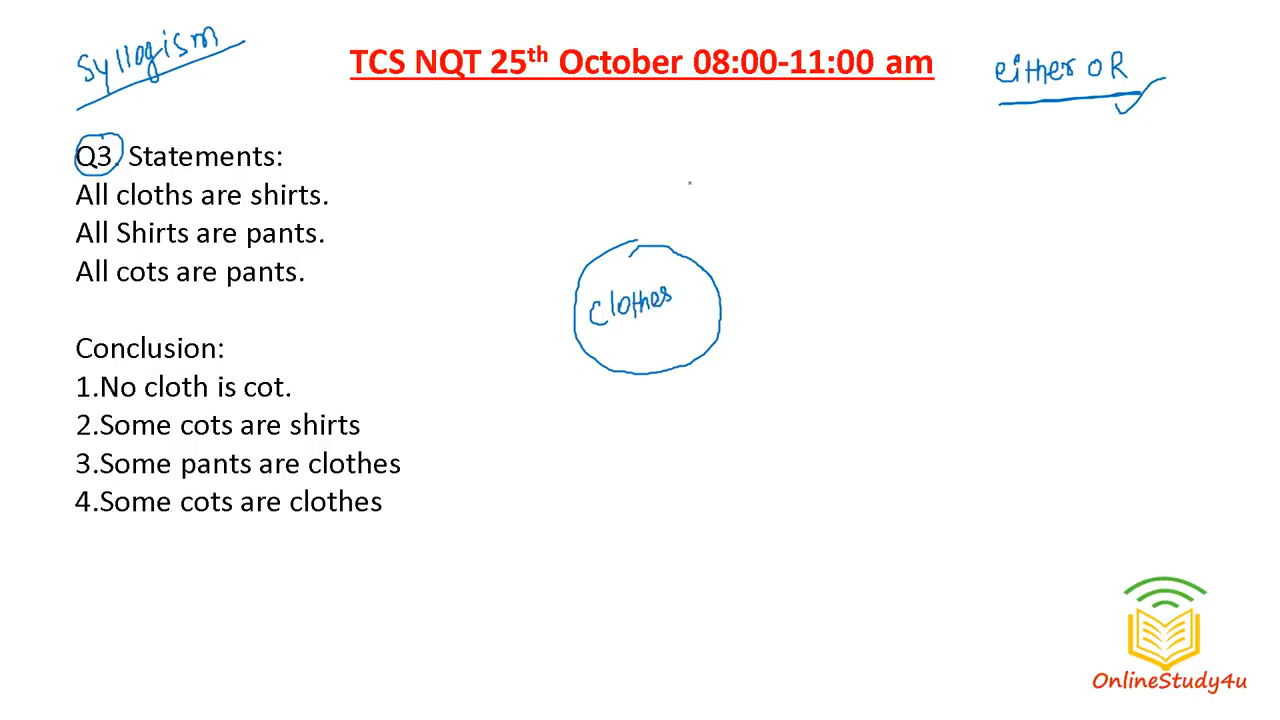 Syllogism
TCS NQT 25th October 08:00-11:00 am
either OR
Q3. Statements:
All cloths are shirts.
All Shirts are pants.
All cots are pants.
clothes
Conclusion:
1.No cloth is cot.
2.Some cots are shirts
3.Some pants are clothes
4.Some cots are clothes
OnlineStudy4u